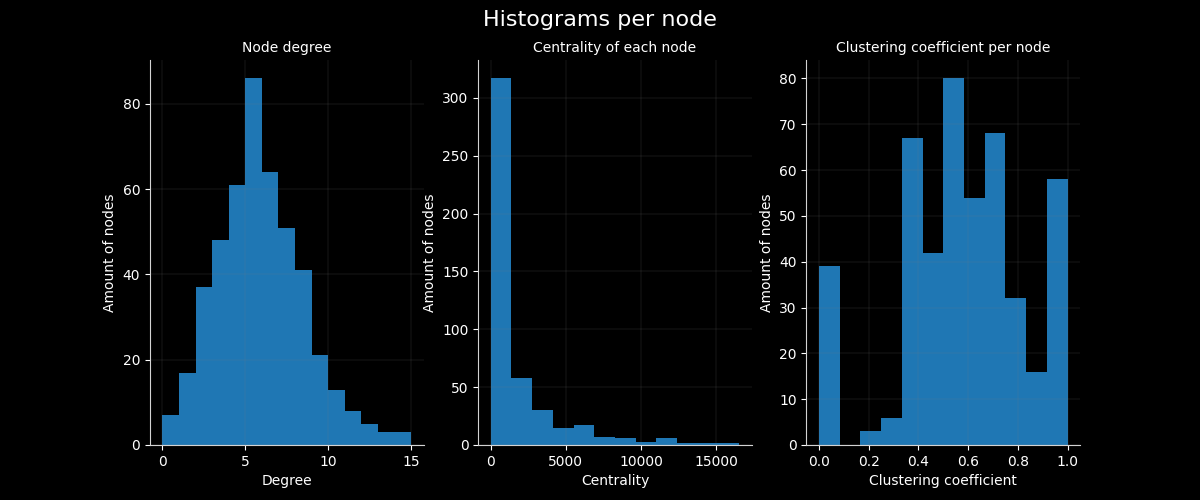 Histograms per node
Node degree
Amount of nodes
80
60
40
20
0
0 5 10 15
Degree
Centrality of each node
Amount of nodes
300
250
200
150
100
50
0
0 5000 10000 15000
Centrality
Clustering coefficient per node
Amount of nodes
80
70
60
50
40
30
20
10
0
0.0 0.2 0.4 0.6 0.8 1.0
Clustering coefficient